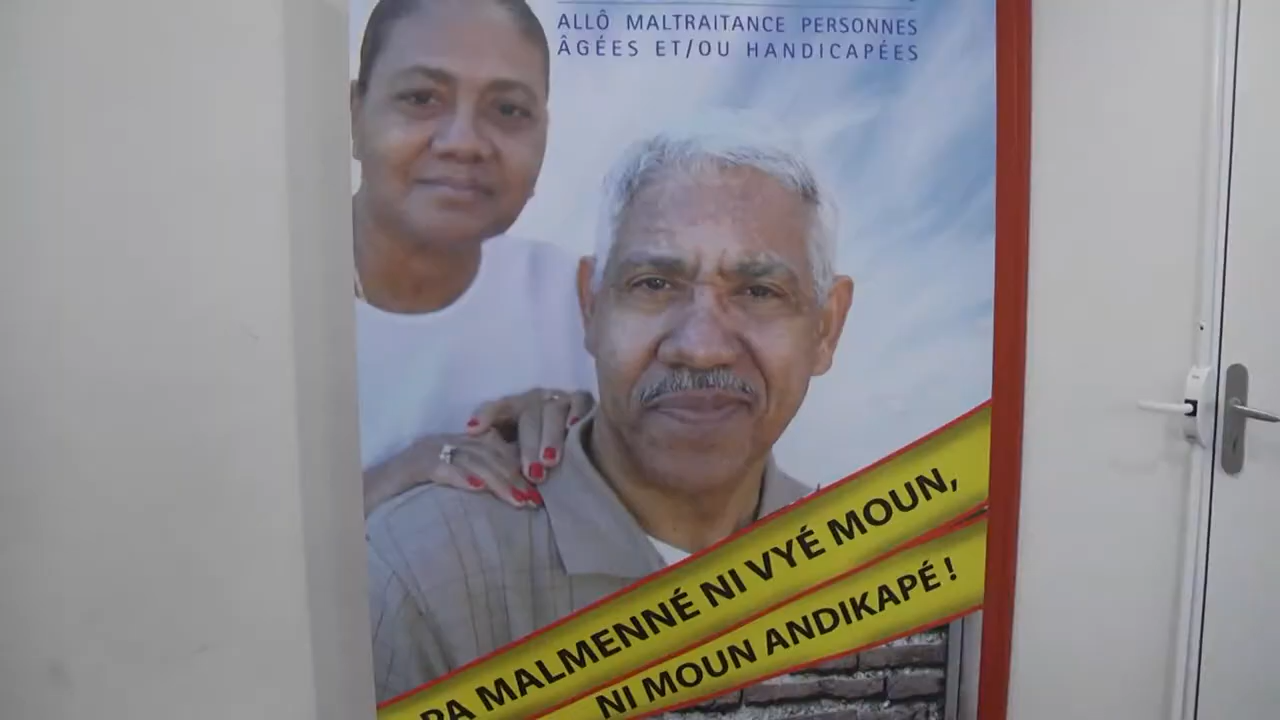 ALLÔ MALTRAITANCE PERSONNES
ÂGÉES ET/OU HANDICAPÉES
PA MALMENNÉ NI VYÉ MOUN,
NI MOUN ANDIKAPÉ !